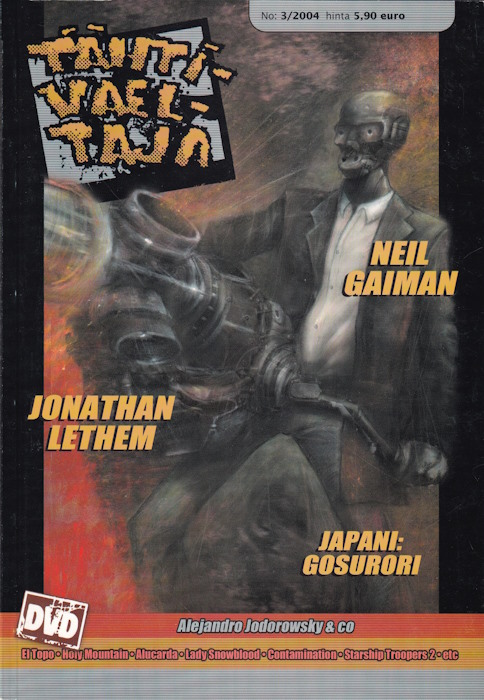 No: 3/2004 hinta 5,90 euro
TÄHTI-
VAEL-
TAJA
NEIL
GAIMAN
JONATHAN
LETHEM
JAPANI:
GOSURORI
DVD
Alejandro Jodorowsky & co
El Topo • Holy Mountain • Alucarda • Lady Snowblood • Contamination • Starship Troopers 2 • etc